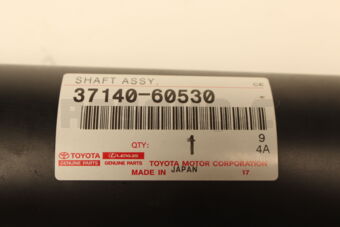 SHAFT ASSY, CE
37140-60530 -
QTY: 1 9
4A
TOYOTA LEXUS TOYOTA MOTOR CORPORATION
GENUINE PARTS GENUINE PARTS MADE IN JAPAN 17